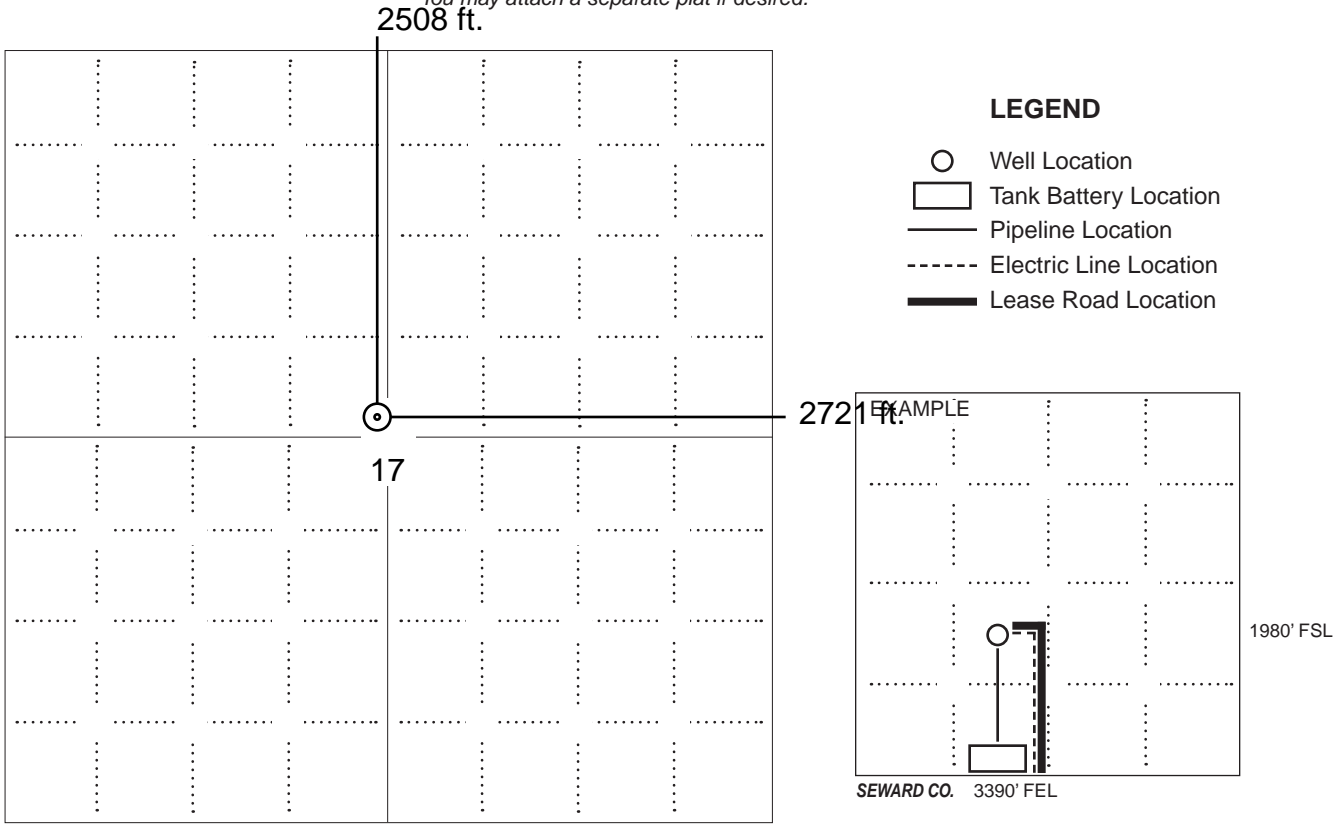 You may attach a separate plat if desired.
2508 ft.
2721 ft.
17
LEGEND
Well Location
Tank Battery Location
Pipeline Location
Electric Line Location
Lease Road Location
EXAMPLE
1980' FSL
SEWARD CO. 3390' FEL